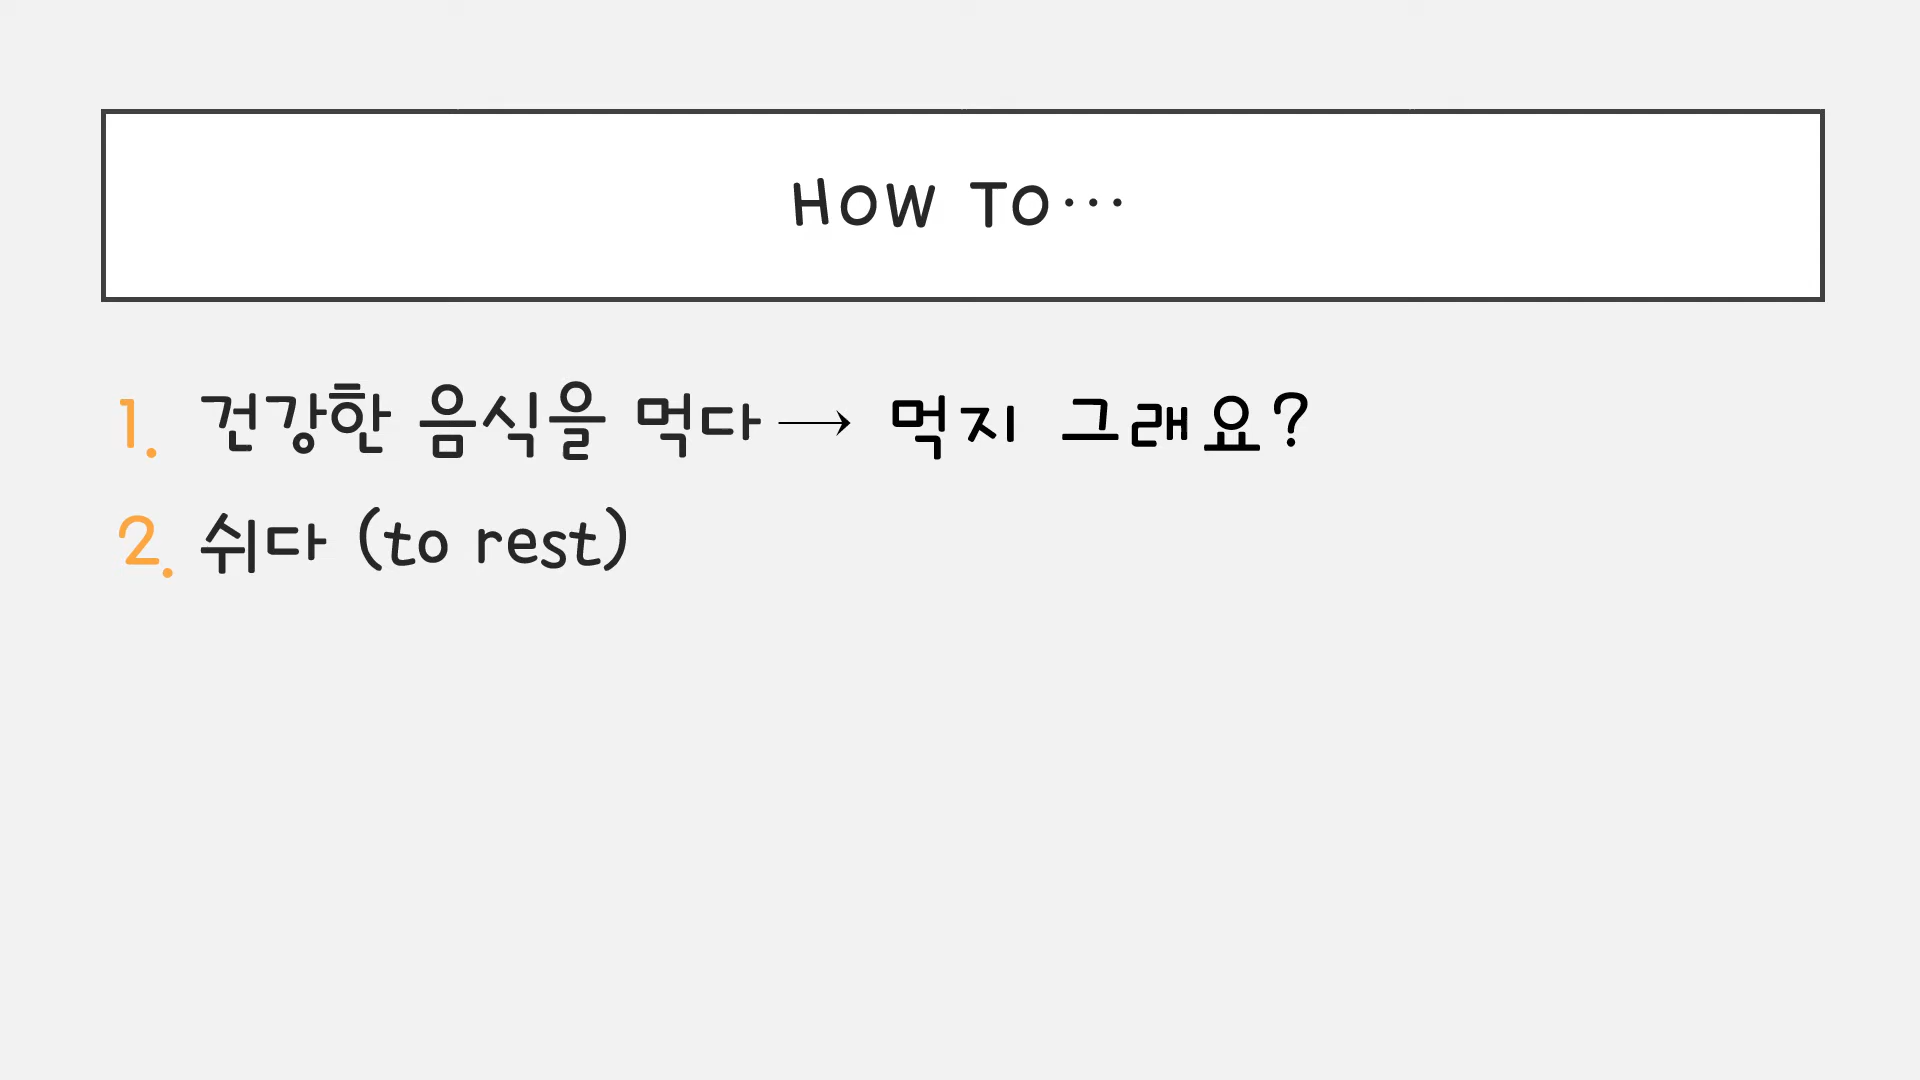 HOW TO…
1. 건강한 음식을 먹다 → 먹지 그래요?
2. 쉬다 (to rest)